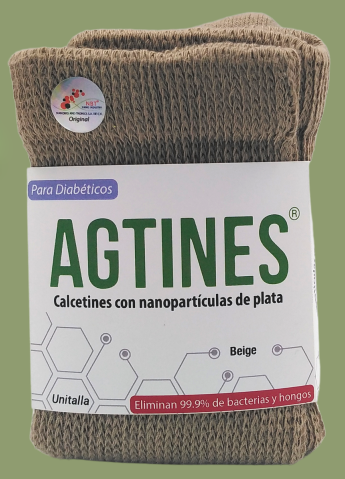 Original
Para Diabéticos
AGTINES®
Calcetines con nanopartículas de plata
Beige
Unitalla
Eliminan 99.9% de bacterias y hongos